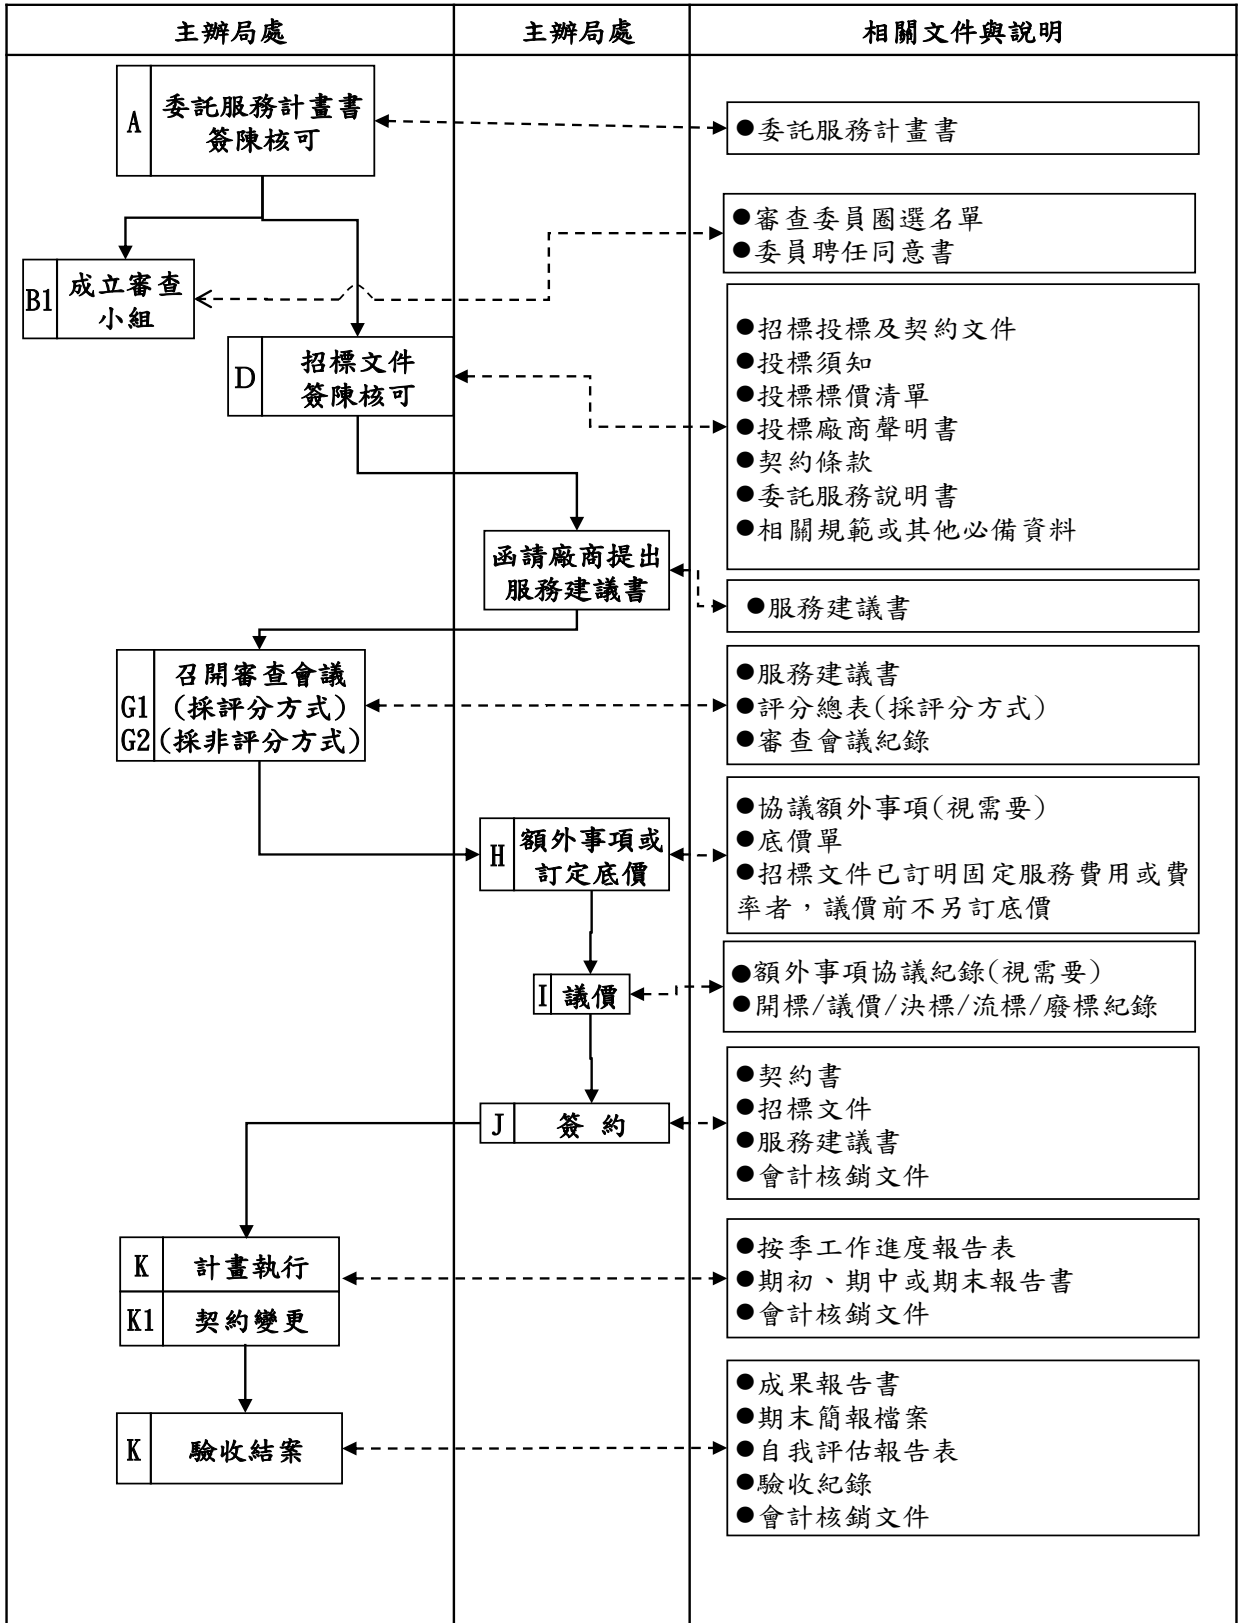 主辦局處
主辦局處
相關文件與說明
A
委託服務計畫書
簽陳核可
●委託服務計畫書
●審查委員圈選名單
●委員聘任同意書
B1
成立審查
小組
D
招標文件
簽陳核可
●招標投標及契約文件
●投標須知
●投標標價清單
●投標廠商聲明書
●契約條款
●委託服務說明書
●相關規範或其他必備資料
函請廠商提出
服務建議書
●服務建議書
G1
G2
召開審查會議
(採評分方式)
(採非評分方式)
●服務建議書
●評分總表(採評分方式)
●審查會議紀錄
H
額外事項或
訂定底價
●協議額外事項(視需要)
●底價單
●招標文件已訂明固定服務費用或費
率者，議價前不另訂底價
I
議價
●額外事項協議紀錄(視需要)
●開標/議價/決標/流標/廢標紀錄
J
簽 約
●契約書
●招標文件
●服務建議書
●會計核銷文件
K
計畫執行
K1
契約變更
●按季工作進度報告表
●期初、期中或期末報告書
●會計核銷文件
K
驗收結案
●成果報告書
●期末簡報檔案
●自我評估報告表
●驗收紀錄
●會計核銷文件